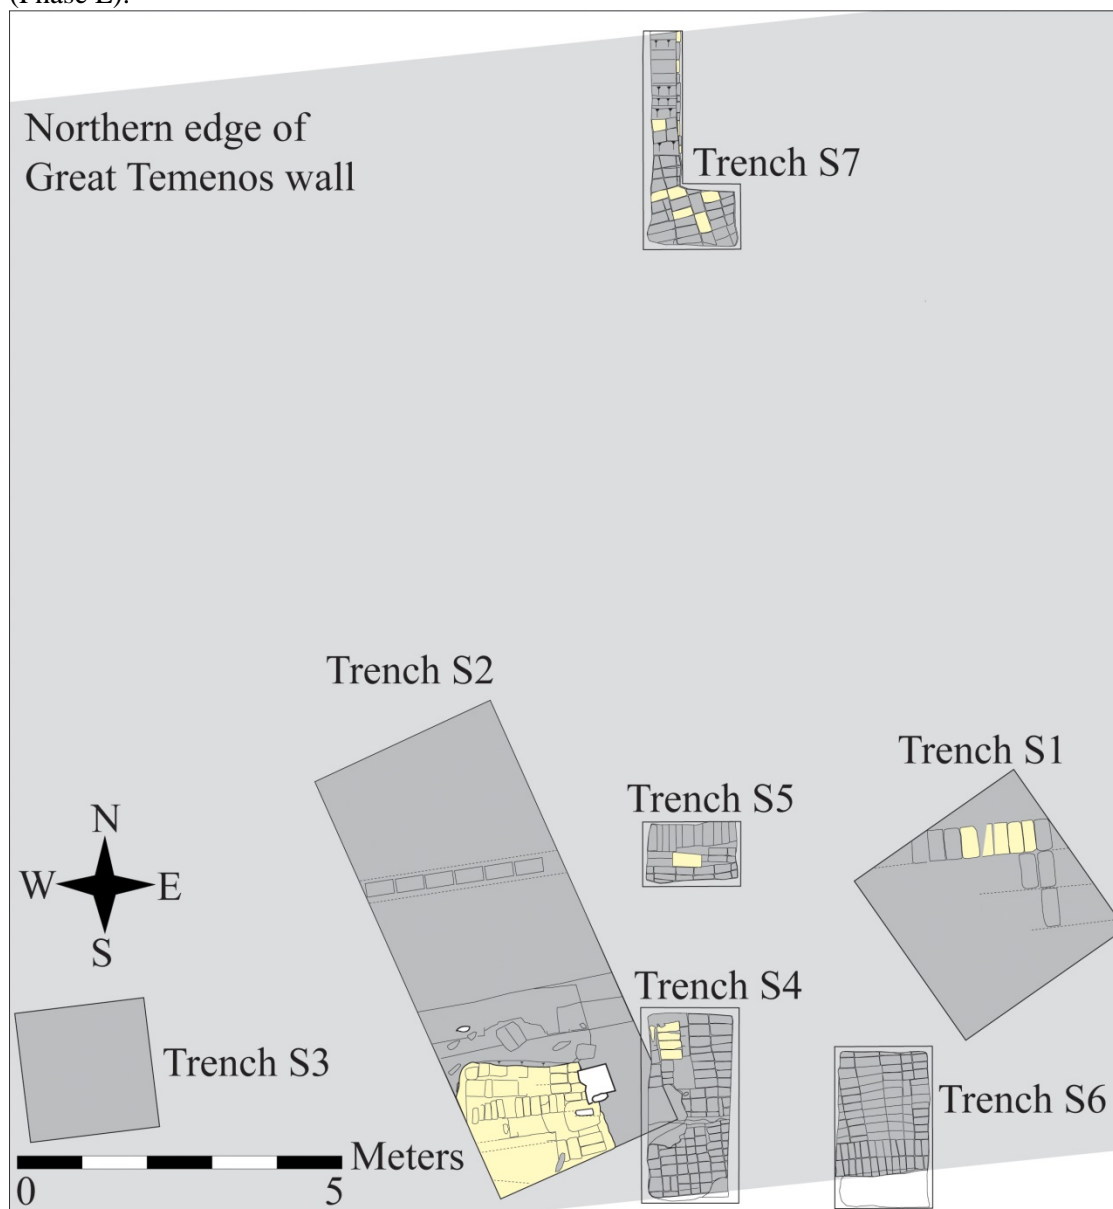 (Phase E).
Northern edge of
Great Temenos wall
Trench S7
Trench S2
Trench S1
Trench S5
N
W E
S
Trench S4
Trench S3
Trench S6
Meters
0 5